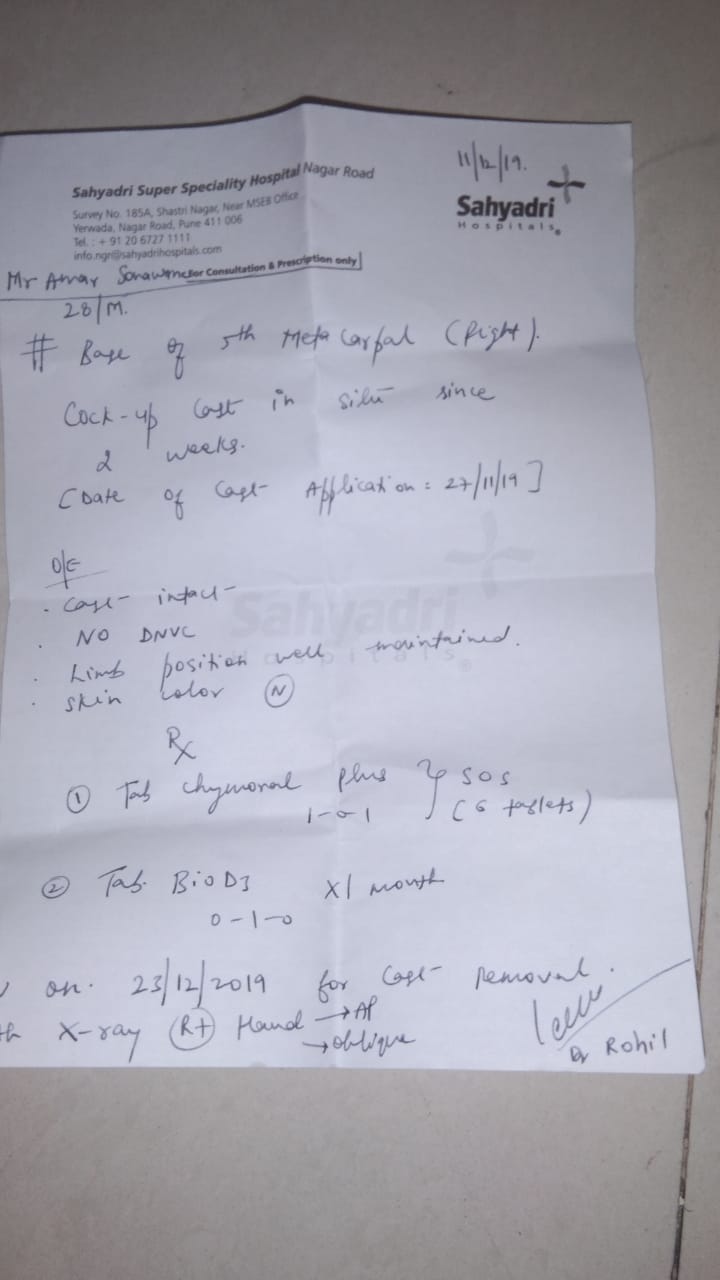 11/12/19.
Sahyadri Super Speciality Hospital Nagar Road
Survey No. 185A, Shastri Nagar, Near MSEB Office
Yerwada, Nagar Road, Pune 411 006
Tel. : + 91 20 6727 1111
info.ngr@sahyadrihospitals.com
Sahyadri
Hospitals
For Consultation & Prescription only
Mr Amar Sonawane
28/M.
# Base of 5th Metacarpal (Right).
Cock-up cast in situ since
2 weeks.
[Date of Cast Application = 27/11/19]
O/E
. Cast intact
. NO DNVC
. Limb position well maintained.
. skin color (N)
Sahyadri
Hospitals
Rx
① Tab chymoral plus } SOS
1-0-1 (6 tablets)
② Tab. Bio D3 x1 month
0-1-0
on. 23/12/2019 for cast removal.
X-ray (Rt) Hand → AP
→ oblique
Dr Rohil